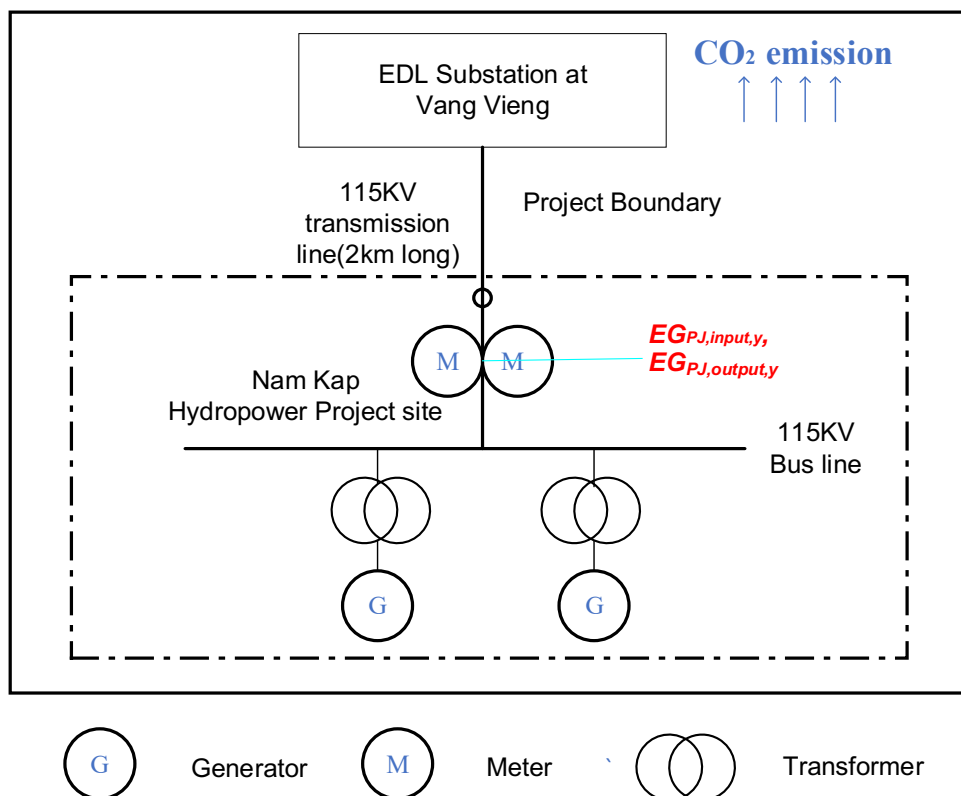 EDL Substation at
Vang Vieng
CO₂ emission
115KV
transmission
line(2km long)
Project Boundary
M
M
EGPJ,input,y,
EGPJ,output,y
Nam Kap
Hydropower Project site
115KV
Bus line
G
G
G
Generator
M
Meter
`
Transformer